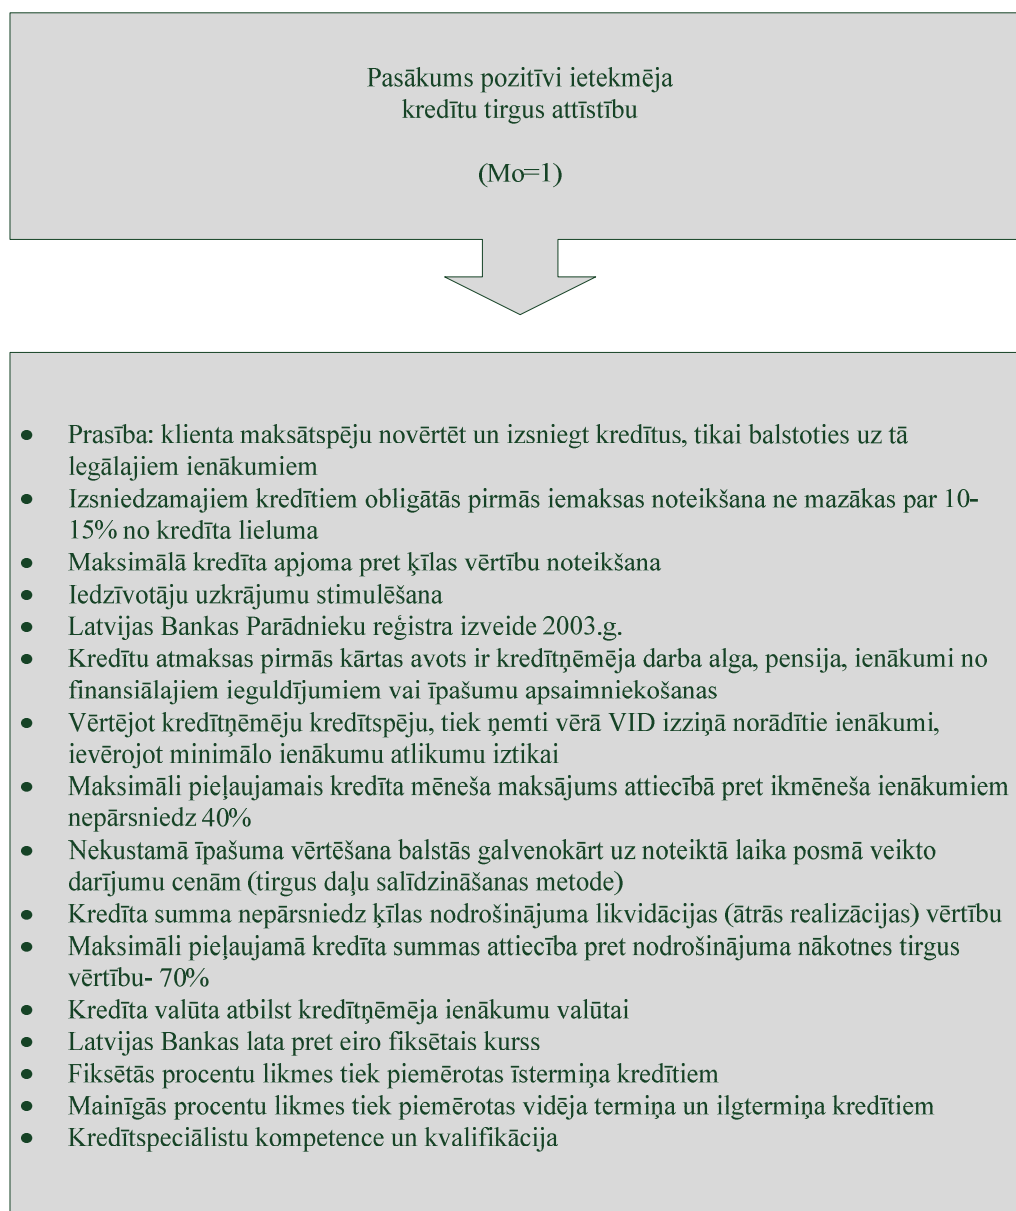 Pasākums pozitīvi ietekmēja
kredītu tirgus attīstību
(Mo=1)
• Prasība: klienta maksātspēju novērtēt un izsniegt kredītus, tikai balstoties uz tā
legālajiem ienākumiem
• Izsniedzamajiem kredītiem obligātās pirmās iemaksas noteikšana ne mazākas par 10-
15% no kredīta lieluma
• Maksimālā kredīta apjoma pret ķīlas vērtību noteikšana
• Iedzīvotāju uzkrājumu stimulēšana
• Latvijas Bankas Parādnieku reģistra izveide 2003.g.
• Kredītu atmaksas pirmās kārtas avots ir kredītņēmēja darba alga, pensija, ienākumi no
finansiālajiem ieguldījumiem vai īpašumu apsaimniekošanas
• Vērtējot kredītņēmēju kredītspēju, tiek ņemti vērā VID izziņā norādītie ienākumi,
ievērojot minimālo ienākumu atlikumu iztikai
• Maksimāli pieļaujamais kredīta mēneša maksājums attiecībā pret ikmēneša ienākumiem
nepārsniedz 40%
• Nekustamā īpašuma vērtēšana balstās galvenokārt uz noteiktā laika posmā veikto
darījumu cenām (tirgus daļu salīdzināšanas metode)
• Kredīta summa nepārsniedz ķīlas nodrošinājuma likvidācijas (ātrās realizācijas) vērtību
• Maksimāli pieļaujamā kredīta summas attiecība pret nodrošinājuma nākotnes tirgus
vērtību- 70%
• Kredīta valūta atbilst kredītņēmēja ienākumu valūtai
• Latvijas Bankas lata pret eiro fiksētais kurss
• Fiksētās procentu likmes tiek piemērotas īstermiņa kredītiem
• Mainīgās procentu likmes tiek piemērotas vidēja termiņa un ilgtermiņa kredītiem
• Kredītspeciālistu kompetence un kvalifikācija